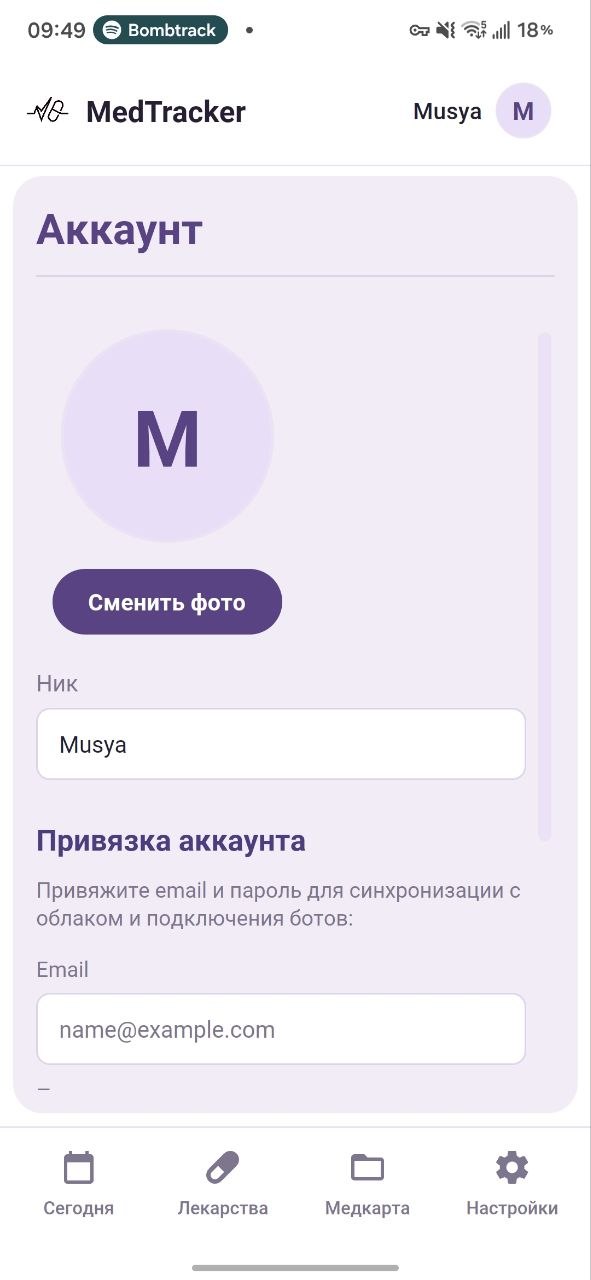 09:49 Bombtrack 5 18%
MedTracker Musya M
Аккаунт
M
Сменить фото
Ник
Musya
Привязка аккаунта
Привяжите email и пароль для синхронизации с
облаком и подключения ботов:
Email
name@example.com
Сегодня Лекарства Медкарта Настройки